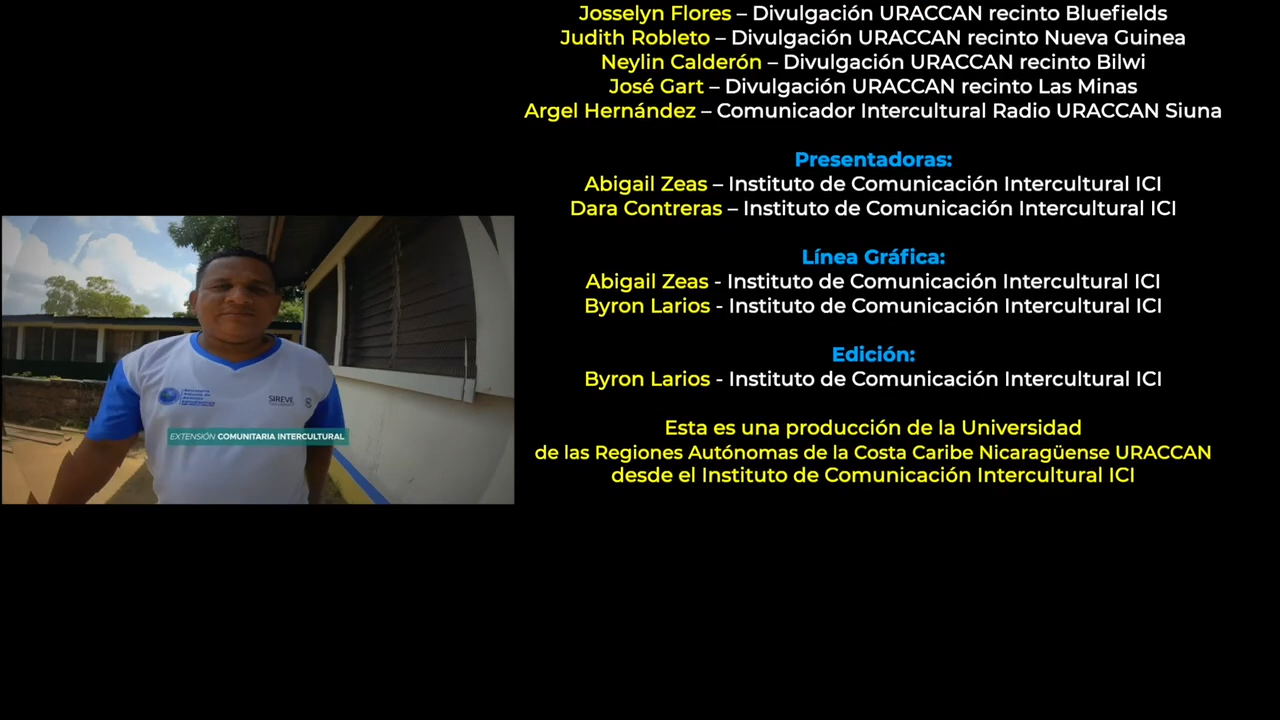 Josselyn Flores – Divulgación URACCAN recinto Bluefields
Judith Robleto – Divulgación URACCAN recinto Nueva Guinea
Neylin Calderón – Divulgación URACCAN recinto Bilwi
José Gart – Divulgación URACCAN recinto Las Minas
Argel Hernández – Comunicador Intercultural Radio URACCAN Siuna
Presentadoras:
Abigail Zeas – Instituto de Comunicación Intercultural ICI
Dara Contreras – Instituto de Comunicación Intercultural ICI
Línea Gráfica:
Abigail Zeas - Instituto de Comunicación Intercultural ICI
Byron Larios - Instituto de Comunicación Intercultural ICI
Edición:
Byron Larios - Instituto de Comunicación Intercultural ICI
Esta es una producción de la Universidad
de las Regiones Autónomas de la Costa Caribe Nicaragüense URACCAN
desde el Instituto de Comunicación Intercultural ICI
SIREVE
EXTENSIÓN COMUNITARIA INTERCULTURAL